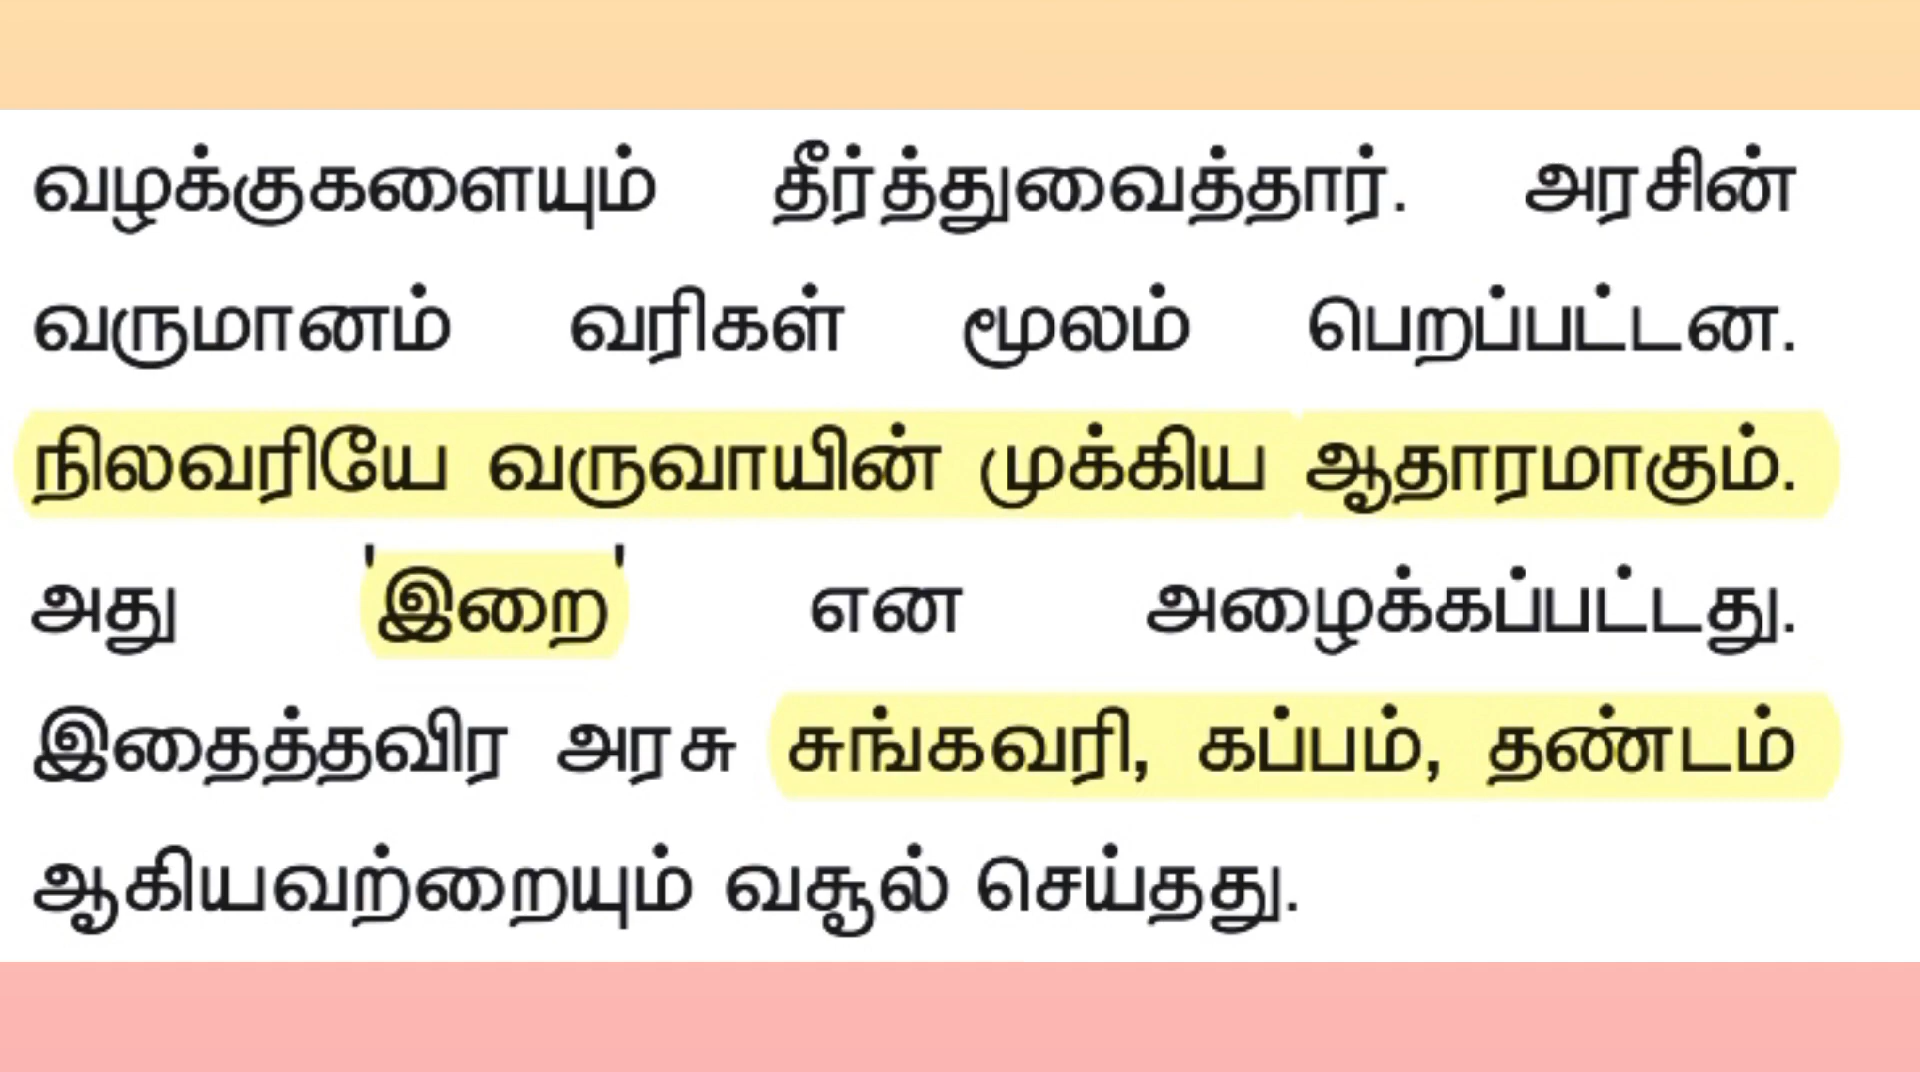 வழக்குகளையும் தீர்த்துவைத்தார். அரசின்
வருமானம் வரிகள் மூலம் பெறப்பட்டன.
நிலவரியே வருவாயின் முக்கிய ஆதாரமாகும்.
அது 'இறை' என அழைக்கப்பட்டது.
இதைத்தவிர அரசு சுங்கவரி, கப்பம், தண்டம்
ஆகியவற்றையும் வசூல் செய்தது.